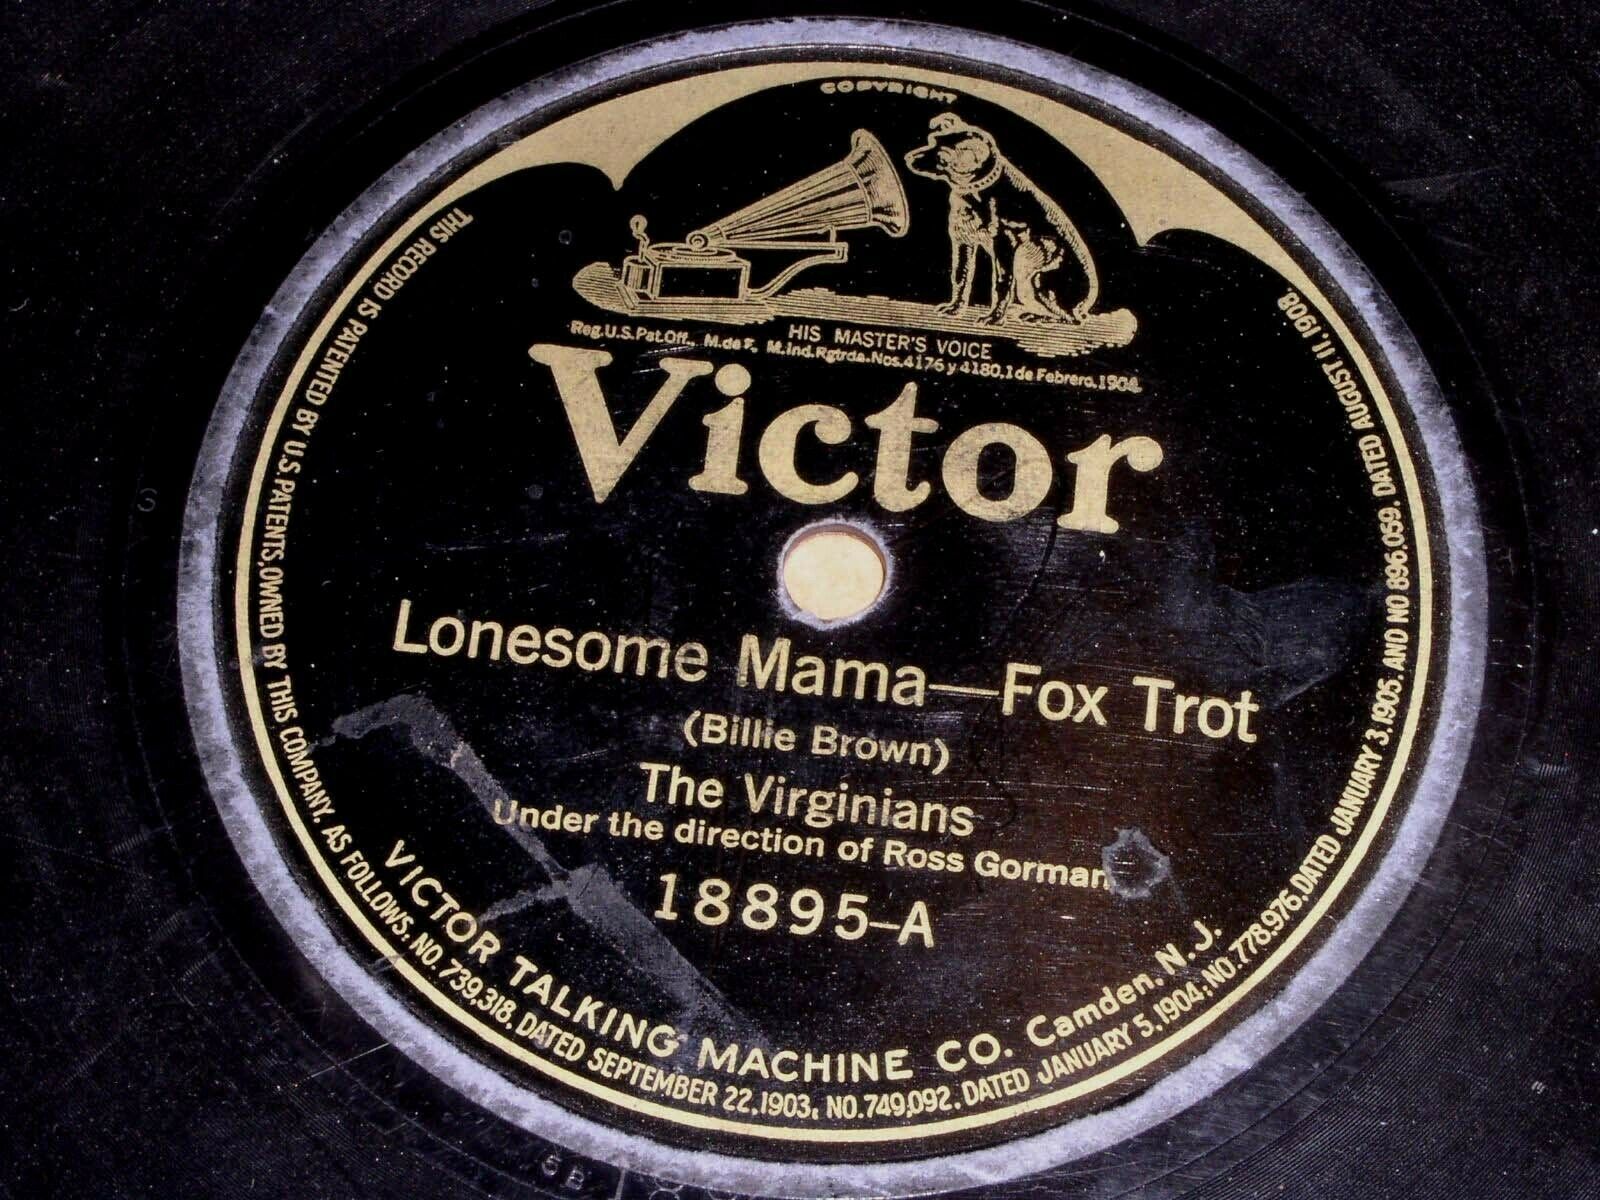 COPYRIGHT
HIS MASTER'S VOICE
Reg.U.S.Pat.Off., M.de F. M.Ind.Rgtrda.Nos.4176 y 4180,1 de Febrero,1904
Victor
Lonesome Mama—Fox Trot
(Billie Brown)
The Virginians
Under the direction of Ross Gorman
18895-A
VICTOR TALKING MACHINE CO. Camden, N.J.
THIS RECORD IS PATENTED BY U.S. PATENTS, OWNED BY THIS COMPANY, AS FOLLOWS: NO. 739,318, DATED SEPTEMBER 22, 1903, NO. 749,092, DATED JANUARY 5, 1904; NO. 778,976, DATED JANUARY 3, 1905, AND NO 896,059, DATED AUGUST 11, 1908.
S